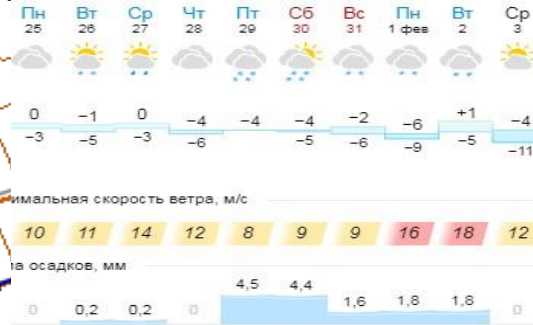 Пн Вт Ср Чт Пт Сб Вс Пн Вт Ср
25 26 27 28 29 30 31 1 фев 2 3
0 −1 0 −4 −4 −4 −2 −6 +1 −4
−3 −5 −3 −6 −5 −6 −9 −5 −11
имальная скорость ветра, м/с
10 11 14 12 8 9 9 16 18 12
а осадков, мм
0 0,2 0,2 0 4,5 4,4 1,6 1,8 1,8 0